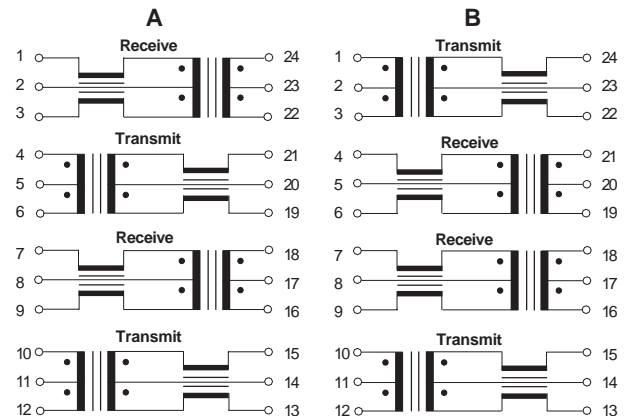 A B
Receive Transmit
1 24 1 24
2 23 2 23
3 22 3 22
Transmit Receive
4 21 4 21
5 20 5 20
6 19 6 19
Receive Receive
7 18 7 18
8 17 8 17
9 16 9 16
Transmit Transmit
10 15 10 15
11 14 11 14
12 13 12 13